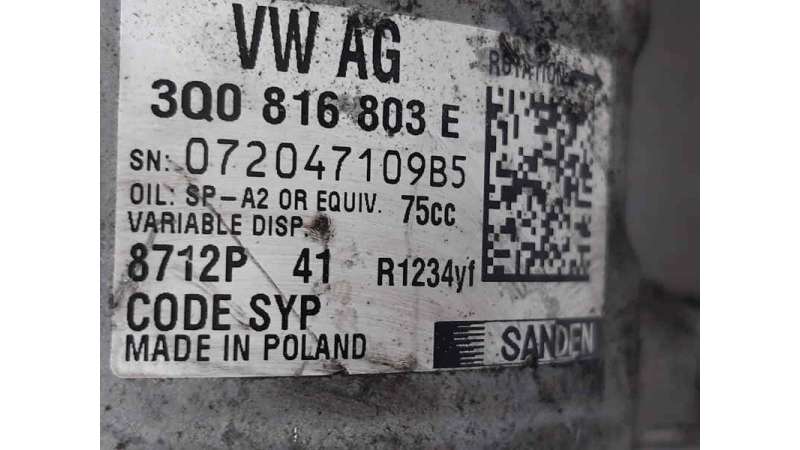 VW AG
ROTATION
3Q0 816 803 E
SN: 072047109B5
OIL: SP-A2 OR EQUIV. 75cc
VARIABLE DISP.
8712P 41 R1234yf
CODE SYP
MADE IN POLAND
SANDEN